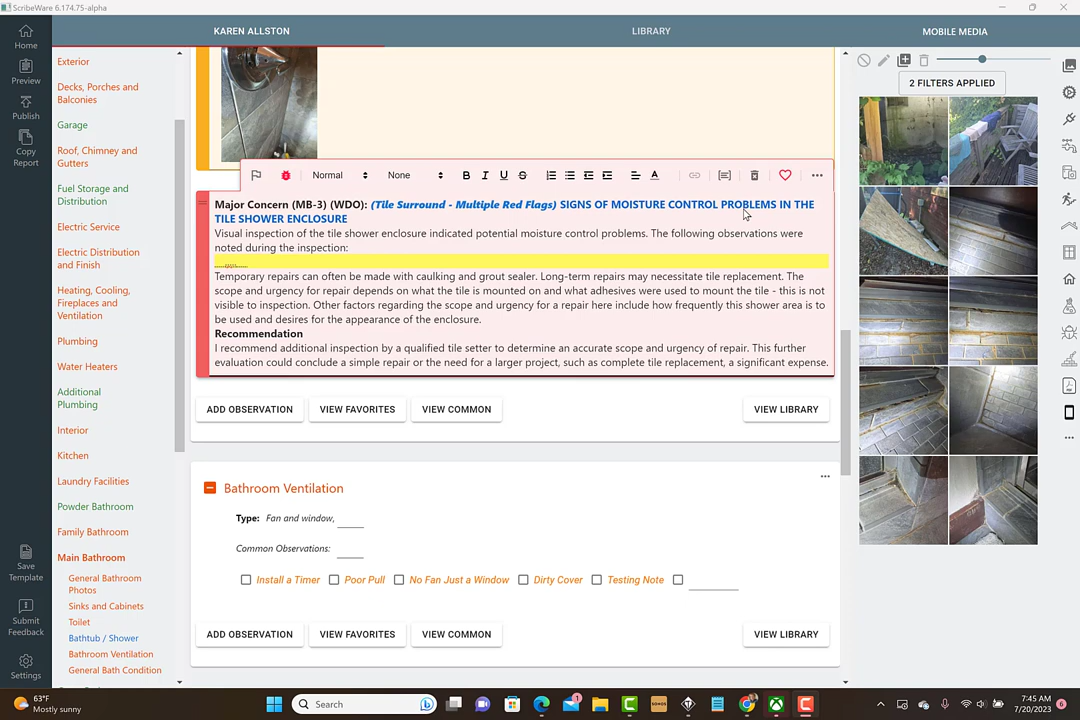 ScribeWare 6.174.75-alpha
KAREN ALLSTON
LIBRARY
MOBILE MEDIA
Home
Preview
Publish
Copy
Report
Save
Template
Submit
Feedback
Settings
Exterior
Decks, Porches and
Balconies
Garage
Roof, Chimney and
Gutters
Fuel Storage and
Distribution
Electric Service
Electric Distribution
and Finish
Heating, Cooling,
Fireplaces and
Ventilation
Plumbing
Water Heaters
Additional
Plumbing
Interior
Kitchen
Laundry Facilities
Powder Bathroom
Family Bathroom
Main Bathroom
General Bathroom
Photos
Sinks and Cabinets
Toilet
Bathtub / Shower
Bathroom Ventilation
General Bath Condition
Normal
None
B I U A
Major Concern (MB-3) (WDO): (Tile Surround - Multiple Red Flags) SIGNS OF MOISTURE CONTROL PROBLEMS IN THE
TILE SHOWER ENCLOSURE
Visual inspection of the tile shower enclosure indicated potential moisture control problems. The following observations were
noted during the inspection:
Temporary repairs can often be made with caulking and grout sealer. Long-term repairs may necessitate tile replacement. The
scope and urgency for repair depends on what the tile is mounted on and what adhesives were used to mount the tile - this is not
visible to inspection. Other factors regarding the scope and urgency for a repair here include how frequently this shower area is to
be used and desires for the appearance of the enclosure.
Recommendation
I recommend additional inspection by a qualified tile setter to determine an accurate scope and urgency of repair. This further
evaluation could conclude a simple repair or the need for a larger project, such as complete tile replacement, a significant expense.
ADD OBSERVATION
VIEW FAVORITES
VIEW COMMON
VIEW LIBRARY
Bathroom Ventilation
Type: Fan and window,
Common Observations:
Install a Timer
Poor Pull
No Fan Just a Window
Dirty Cover
Testing Note
ADD OBSERVATION
VIEW FAVORITES
VIEW COMMON
VIEW LIBRARY
2 FILTERS APPLIED
63°F
Mostly sunny
Search
1
SONOS
7:45 AM
7/20/2023
6